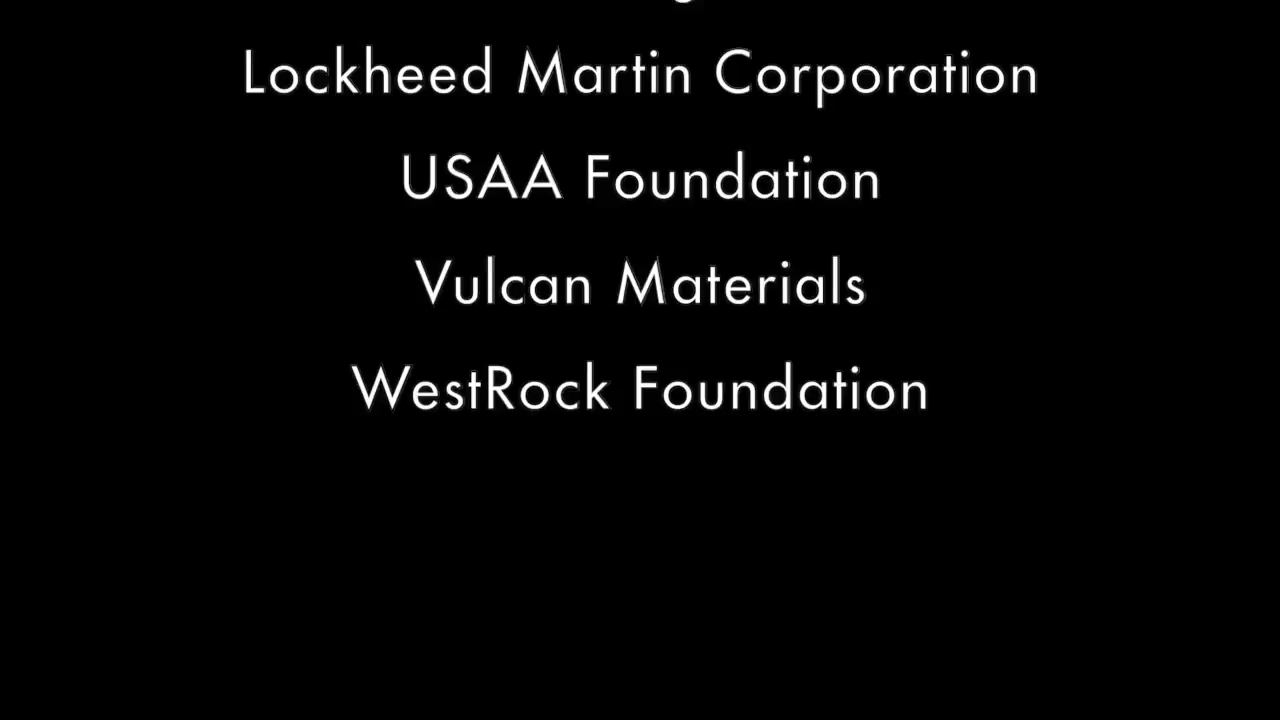 Lockheed Martin Corporation
USAA Foundation
Vulcan Materials
WestRock Foundation